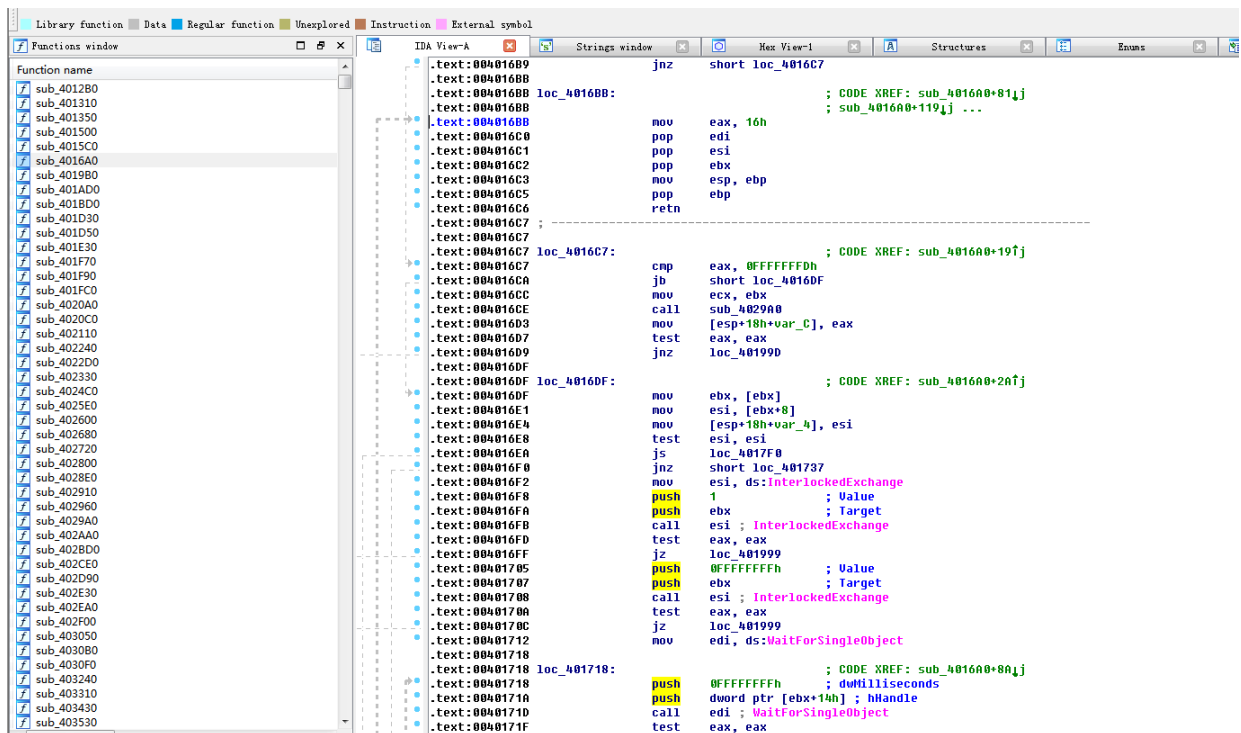 Library function Data Regular function Unexplored Instruction External symbol
Functions window
IDA View-A Strings window Hex View-1 Structures Enums
Function name
sub_4012B0
sub_401310
sub_401350
sub_401500
sub_4015C0
sub_4016A0
sub_4019B0
sub_401AD0
sub_401BD0
sub_401D30
sub_401D50
sub_401E30
sub_401F70
sub_401F90
sub_401FC0
sub_4020A0
sub_4020C0
sub_402110
sub_402240
sub_4022D0
sub_402330
sub_4024C0
sub_4025E0
sub_402600
sub_402680
sub_402720
sub_402800
sub_4028E0
sub_402910
sub_402960
sub_4029A0
sub_402AA0
sub_402BD0
sub_402CE0
sub_402D90
sub_402E30
sub_402EA0
sub_402F00
sub_403050
sub_4030B0
sub_4030F0
sub_403240
sub_403310
sub_403430
sub_403530
.text:004016B9 jnz short loc_4016C7
.text:004016BB
.text:004016BB loc_4016BB: ; CODE XREF: sub_4016A0+81↓j
.text:004016BB ; sub_4016A0+119↓j ...
.text:004016BB mov eax, 16h
.text:004016C0 pop edi
.text:004016C1 pop esi
.text:004016C2 pop ebx
.text:004016C3 mov esp, ebp
.text:004016C5 pop ebp
.text:004016C6 retn
.text:004016C7 ; ---------------------------------------------------------------------------
.text:004016C7
.text:004016C7 loc_4016C7: ; CODE XREF: sub_4016A0+19↑j
.text:004016C7 cmp eax, 0FFFFFFFDh
.text:004016CA jb short loc_4016DF
.text:004016CC mov ecx, ebx
.text:004016CE call sub_4029A0
.text:004016D3 mov [esp+18h+var_C], eax
.text:004016D7 test eax, eax
.text:004016D9 jnz loc_40199D
.text:004016DF
.text:004016DF loc_4016DF: ; CODE XREF: sub_4016A0+2A↑j
.text:004016DF mov ebx, [ebx]
.text:004016E1 mov esi, [ebx+8]
.text:004016E4 mov [esp+18h+var_4], esi
.text:004016E8 test esi, esi
.text:004016EA js loc_4017F0
.text:004016F0 jnz short loc_401737
.text:004016F2 mov esi, ds:InterlockedExchange
.text:004016F8 push 1 ; Value
.text:004016FA push ebx ; Target
.text:004016FB call esi ; InterlockedExchange
.text:004016FD test eax, eax
.text:004016FF jz loc_401999
.text:00401705 push 0FFFFFFFFh ; Value
.text:00401707 push ebx ; Target
.text:00401708 call esi ; InterlockedExchange
.text:0040170A test eax, eax
.text:0040170C jz loc_401999
.text:00401712 mov edi, ds:WaitForSingleObject
.text:00401718
.text:00401718 loc_401718: ; CODE XREF: sub_4016A0+8A↓j
.text:00401718 push 0FFFFFFFFh ; dwMilliseconds
.text:0040171A push dword ptr [ebx+14h] ; hHandle
.text:0040171D call edi ; WaitForSingleObject
.text:0040171F test eax, eax